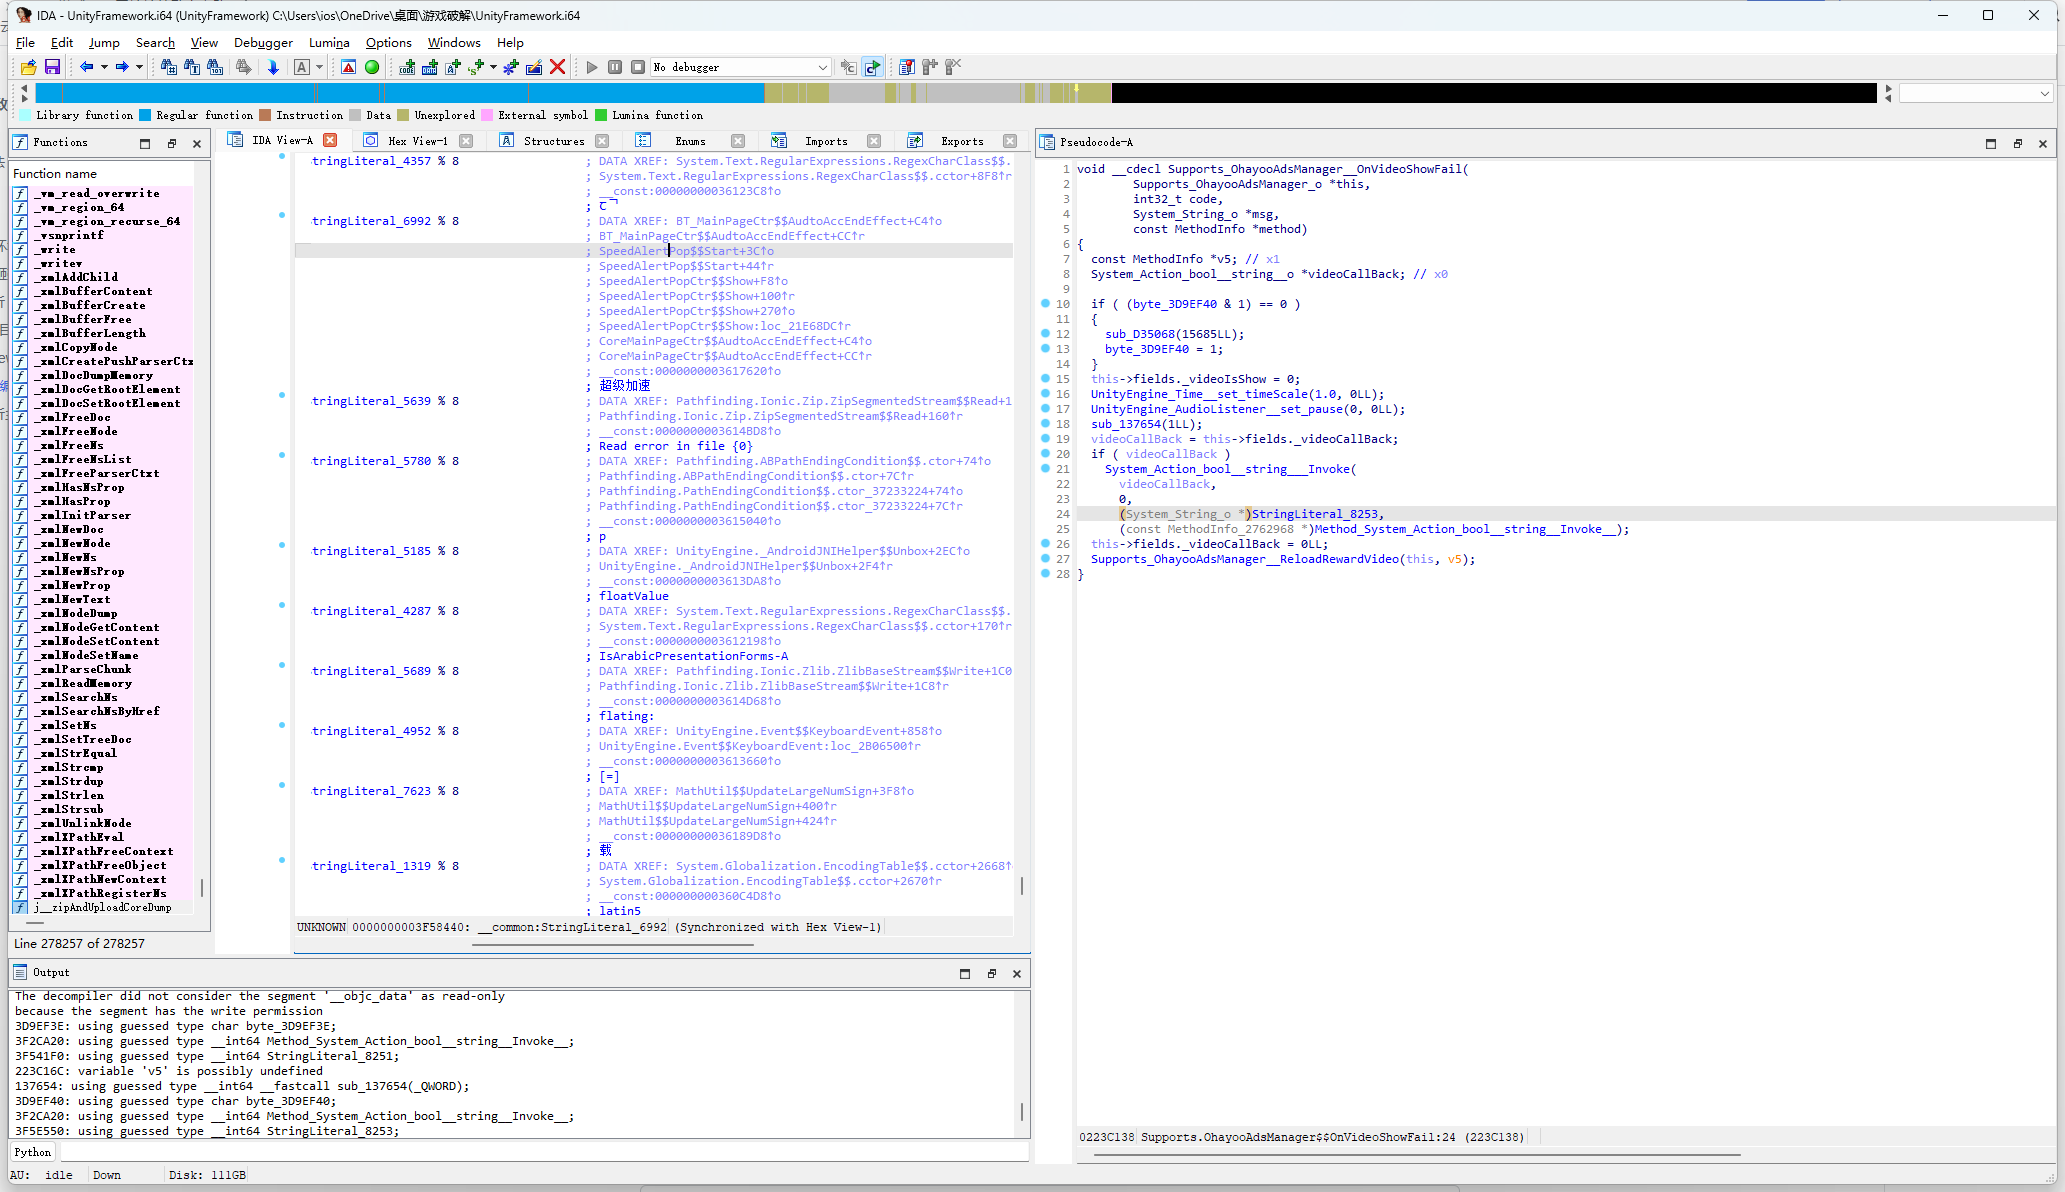 IDA - UnityFramework.i64 (UnityFramework) C:\Users\ios\OneDrive\桌面\游戏破解\UnityFramework.i64
File Edit Jump Search View Debugger Lumina Options Windows Help
No debugger
Library function Regular function Instruction Data Unexplored External symbol Lumina function
Functions
Function name
_vm_read_overwrite
_vm_region_64
_vm_region_recurse_64
_vsnprintf
_write
_writev
_xmlAddChild
_xmlBufferContent
_xmlBufferCreate
_xmlBufferFree
_xmlBufferLength
_xmlCopyNode
_xmlCreatePushParserCtx
_xmlDocDumpMemory
_xmlDocGetRootElement
_xmlDocSetRootElement
_xmlFreeDoc
_xmlFreeNode
_xmlFreeNs
_xmlFreeNsList
_xmlFreeParserCtxt
_xmlHasNsProp
_xmlHasProp
_xmlInitParser
_xmlNewDoc
_xmlNewNode
_xmlNewNs
_xmlNewNsProp
_xmlNewProp
_xmlNewText
_xmlNodeDump
_xmlNodeGetContent
_xmlNodeSetContent
_xmlNodeSetName
_xmlParseChunk
_xmlReadMemory
_xmlSearchNs
_xmlSearchNsByHref
_xmlSetNs
_xmlSetTreeDoc
_xmlStrEqual
_xmlStrcmp
_xmlStrdup
_xmlStrlen
_xmlStrsub
_xmlUnlinkNode
_xmlXPathEval
_xmlXPathFreeContext
_xmlXPathFreeObject
_xmlXPathNewContext
_xmlXPathRegisterNs
j__zipAndUploadCoreDump
Line 278257 of 278257
IDA View-A Hex View-1 Structures Enums Imports Exports
tringLiteral_4357 % 8 ; DATA XREF: System.Text.RegularExpressions.RegexCharClass$$.
; System.Text.RegularExpressions.RegexCharClass$$.cctor+8F8↑r
; __const:00000000036123C8↑o
tringLiteral_6992 % 8 ; DATA XREF: BT_MainPageCtr$$AudtoAccEndEffect+C4↑o
; BT_MainPageCtr$$AudtoAccEndEffect+CC↑r
; SpeedAlertPop$$Start+3C↑o
; SpeedAlertPop$$Start+44↑r
; SpeedAlertPopCtr$$Show+F8↑o
; SpeedAlertPopCtr$$Show+100↑r
; SpeedAlertPopCtr$$Show+270↑o
; SpeedAlertPopCtr$$Show:loc_21E68DC↑r
; CoreMainPageCtr$$AudtoAccEndEffect+C4↑o
; CoreMainPageCtr$$AudtoAccEndEffect+CC↑r
; __const:0000000003617620↑o
; 超级加速
tringLiteral_5639 % 8 ; DATA XREF: Pathfinding.Ionic.Zip.ZipSegmentedStream$$Read+1
; Pathfinding.Ionic.Zip.ZipSegmentedStream$$Read+160↑r
; __const:0000000003614BD8↑o
; Read error in file {0}
tringLiteral_5780 % 8 ; DATA XREF: Pathfinding.ABPathEndingCondition$$.ctor+74↑o
; Pathfinding.ABPathEndingCondition$$.ctor+7C↑r
; Pathfinding.PathEndingCondition$$.ctor_37233224+74↑o
; Pathfinding.PathEndingCondition$$.ctor_37233224+7C↑r
; __const:0000000003615040↑o
; p
tringLiteral_5185 % 8 ; DATA XREF: UnityEngine._AndroidJNIHelper$$Unbox+2EC↑o
; UnityEngine._AndroidJNIHelper$$Unbox+2F4↑r
; __const:0000000003613DA8↑o
; floatValue
tringLiteral_4287 % 8 ; DATA XREF: System.Text.RegularExpressions.RegexCharClass$$.
; System.Text.RegularExpressions.RegexCharClass$$.cctor+170↑r
; __const:0000000003612198↑o
; IsArabicPresentationForms-A
tringLiteral_5689 % 8 ; DATA XREF: Pathfinding.Ionic.Zlib.ZlibBaseStream$$Write+1C0
; Pathfinding.Ionic.Zlib.ZlibBaseStream$$Write+1C8↑r
; __const:0000000003614D68↑o
; flating:
tringLiteral_4952 % 8 ; DATA XREF: UnityEngine.Event$$KeyboardEvent+858↑o
; UnityEngine.Event$$KeyboardEvent:loc_2B06500↑r
; __const:0000000003613660↑o
; [=]
tringLiteral_7623 % 8 ; DATA XREF: MathUtil$$UpdateLargeNumSign+3F8↑o
; MathUtil$$UpdateLargeNumSign+400↑r
; MathUtil$$UpdateLargeNumSign+424↑r
; __const:00000000036189D8↑o
; 载
tringLiteral_1319 % 8 ; DATA XREF: System.Globalization.EncodingTable$$.cctor+2668↑
; System.Globalization.EncodingTable$$.cctor+2670↑r
; __const:000000000360C4D8↑o
; latin5
UNKNOWN 0000000003F58440: __common:StringLiteral_6992 (Synchronized with Hex View-1)
Pseudocode-A
1 void __cdecl Supports_OhayooAdsManager__OnVideoShowFail(
2 Supports_OhayooAdsManager_o *this,
3 int32_t code,
4 System_String_o *msg,
5 const MethodInfo *method)
6 {
7 const MethodInfo *v5; // x1
8 System_Action_bool__string__o *videoCallBack; // x0
9
10 if ( (byte_3D9EF40 & 1) == 0 )
11 {
12 sub_D35068(15685LL);
13 byte_3D9EF40 = 1;
14 }
15 this->fields._videoIsShow = 0;
16 UnityEngine_Time__set_timeScale(1.0, 0LL);
17 UnityEngine_AudioListener__set_pause(0, 0LL);
18 sub_137654(1LL);
19 videoCallBack = this->fields._videoCallBack;
20 if ( videoCallBack )
21 System_Action_bool__string___Invoke(
22 videoCallBack,
23 0,
24 (System_String_o *)StringLiteral_8253,
25 (const MethodInfo_2762968 *)Method_System_Action_bool__string__Invoke__);
26 this->fields._videoCallBack = 0LL;
27 Supports_OhayooAdsManager__ReloadRewardVideo(this, v5);
28 }
0223C138 Supports.OhayooAdsManager$$OnVideoShowFail:24 (223C138)
Output
The decompiler did not consider the segment '__objc_data' as read-only
because the segment has the write permission
3D9EF3E: using guessed type char byte_3D9EF3E;
3F2CA20: using guessed type __int64 Method_System_Action_bool__string__Invoke__;
3F541F0: using guessed type __int64 StringLiteral_8251;
223C16C: variable 'v5' is possibly undefined
137654: using guessed type __int64 __fastcall sub_137654(_QWORD);
3D9EF40: using guessed type char byte_3D9EF40;
3F2CA20: using guessed type __int64 Method_System_Action_bool__string__Invoke__;
3F5E550: using guessed type __int64 StringLiteral_8253;
Python
AU: idle Down Disk: 111GB